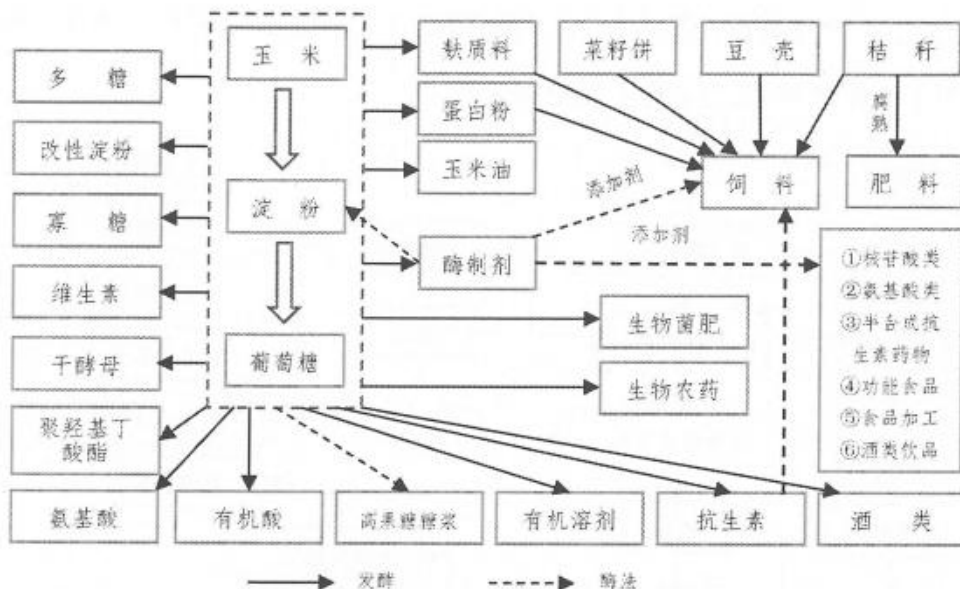 玉米
麸质料
菜籽饼
豆壳
秸秆
多糖
蛋白粉
腐熟
改性淀粉
玉米油
添加剂
饲料
肥料
寡糖
淀粉
酶制剂
添加剂
①核苷酸类
②氨基酸类
③半合成抗
生素药物
④功能食品
⑤食品加工
⑥酒类饮品
维生素
生物菌肥
干酵母
葡萄糖
生物农药
聚羟基丁
酸酯
氨基酸
有机酸
高果糖糖浆
有机溶剂
抗生素
酒类
发酵
酶法